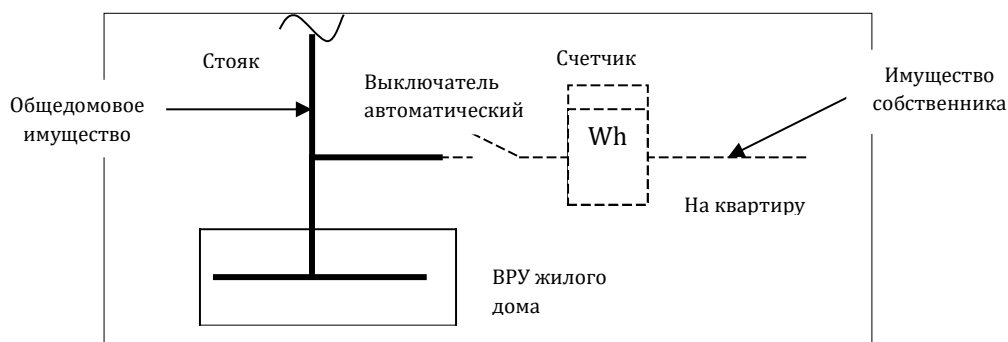 Стояк
Счетчик
Выключатель
автоматический
Имущество
собственника
Общедомовое
имущество
Wh
На квартиру
ВРУ жилого
дома